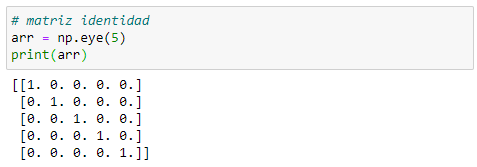 # matriz identidad
arr = np.eye(5)
print(arr)
[[1. 0. 0. 0. 0.]
 [0. 1. 0. 0. 0.]
 [0. 0. 1. 0. 0.]
 [0. 0. 0. 1. 0.]
 [0. 0. 0. 0. 1.]]